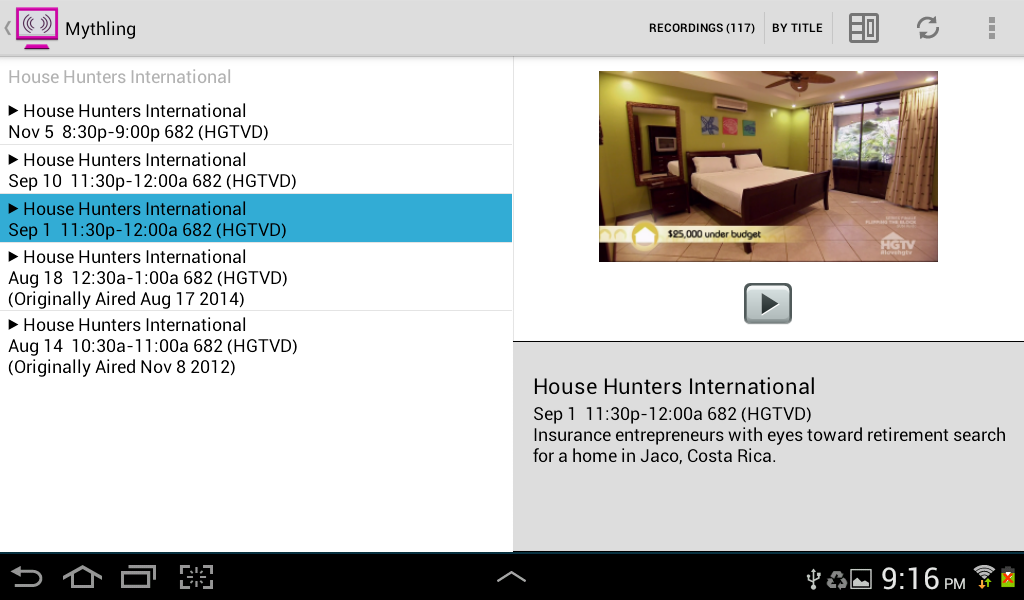 Mythling
RECORDINGS (117)
BY TITLE
House Hunters International
House Hunters International
Nov 5 8:30p-9:00p 682 (HGTVD)
House Hunters International
Sep 10 11:30p-12:00a 682 (HGTVD)
House Hunters International
Sep 1 11:30p-12:00a 682 (HGTVD)
House Hunters International
Aug 18 12:30a-1:00a 682 (HGTVD)
(Originally Aired Aug 17 2014)
House Hunters International
Aug 14 10:30a-11:00a 682 (HGTVD)
(Originally Aired Nov 8 2012)
$25,000 under budget
HGTV
House Hunters International
Sep 1 11:30p-12:00a 682 (HGTVD)
Insurance entrepreneurs with eyes toward retirement search
for a home in Jaco, Costa Rica.
9:16 PM